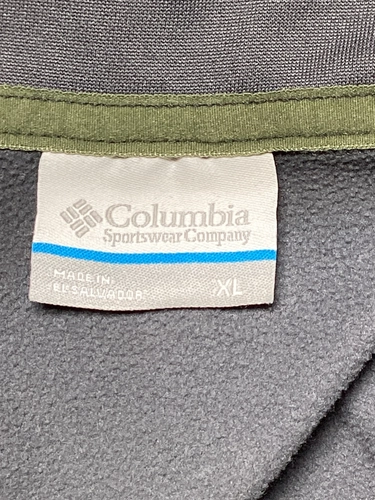 Columbia
Sportswear Company
MADE IN
EL SALVADOR
XL